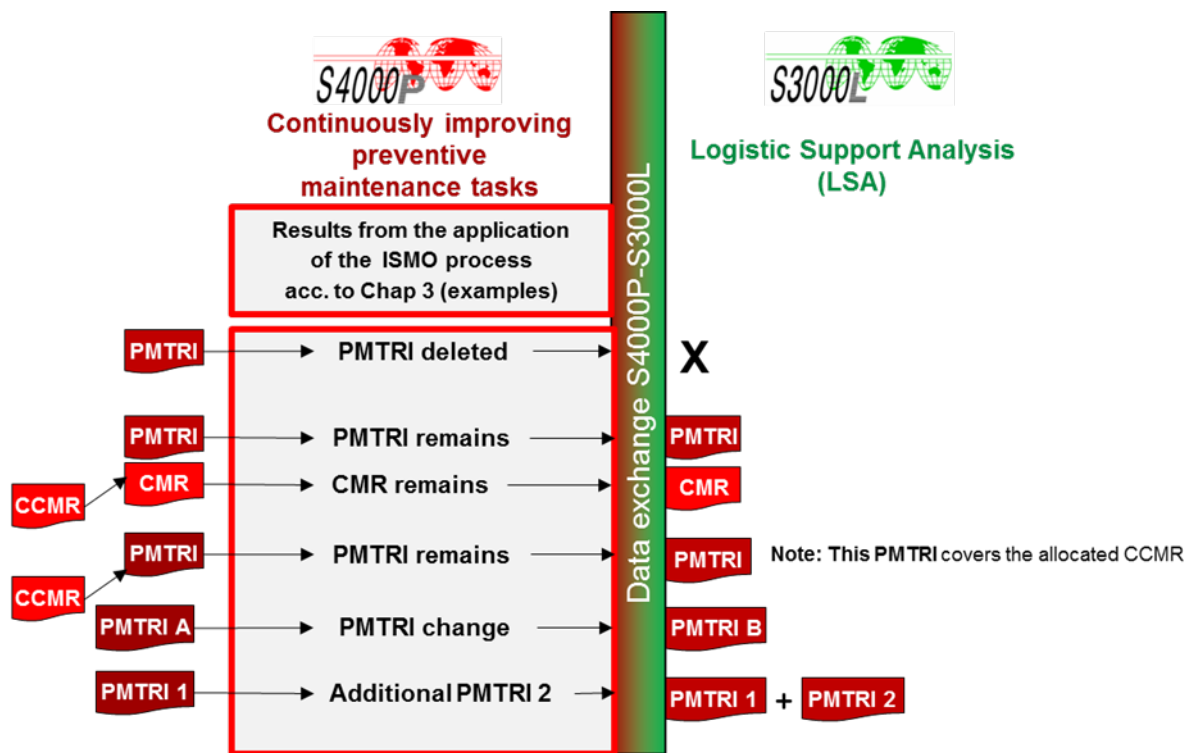 S4000P
S3000L
Continuously improving
preventive
maintenance tasks
Logistic Support Analysis
(LSA)
Results from the application
of the ISMO process
acc. to Chap 3 (examples)
Data exchange S4000P-S3000L
PMTRI
PMTRI deleted
X
PMTRI
PMTRI remains
PMTRI
CCMR
CMR
CMR remains
CMR
CCMR
PMTRI
PMTRI remains
PMTRI
Note: This PMTRI covers the allocated CCMR
PMTRI A
PMTRI change
PMTRI B
PMTRI 1
Additional PMTRI 2
PMTRI 1 + PMTRI 2